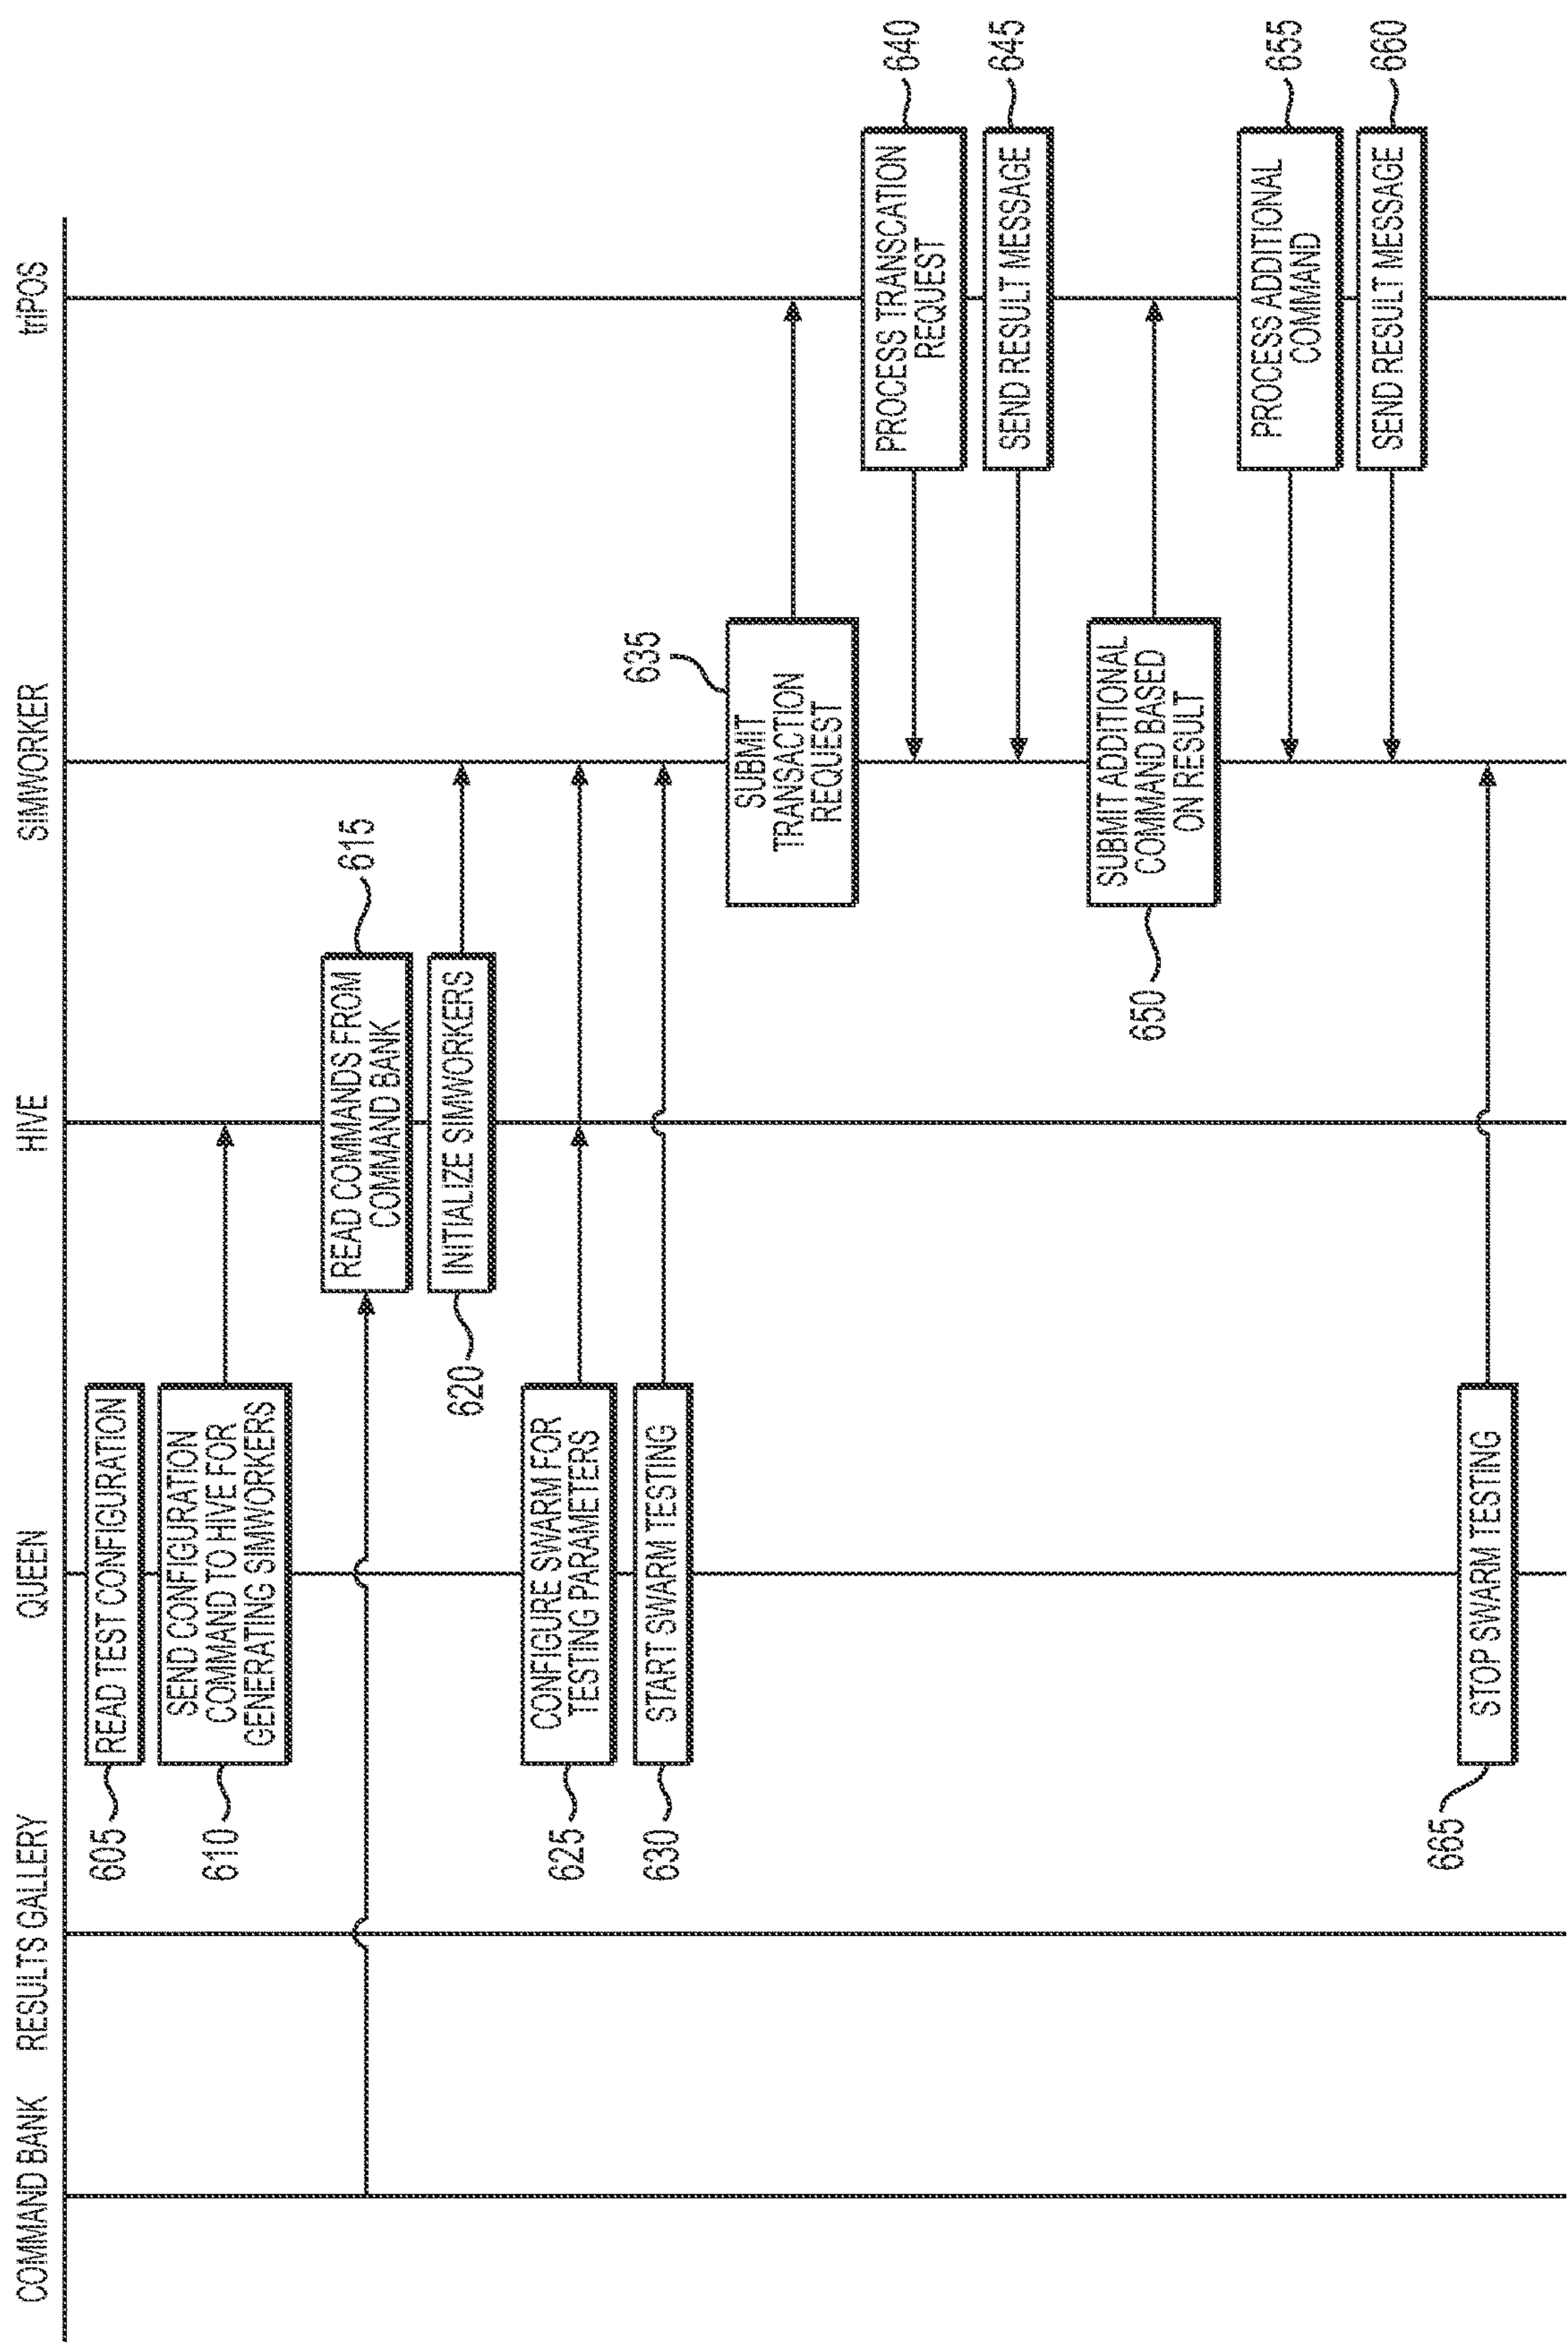 COMMAND BANK
RESULTS GALLERY
QUEEN
HIVE
SIMWORKER
triPOS
605
READ TEST CONFIGURATION
610
SEND CONFIGURATION
COMMAND TO HIVE FOR
GENERATING SIMWORKERS
615
READ COMMANDS FROM
COMMAND BANK
620
INITIALIZE SIMWORKERS
625
CONFIGURE SWARM FOR
TESTING PARAMETERS
630
START SWARM TESTING
635
SUBMIT
TRANSACTION
REQUEST
640
PROCESS TRANSCATION
REQUEST
645
SEND RESULT MESSAGE
650
SUBMIT ADDITIONAL
COMMAND BASED
ON RESULT
655
PROCESS ADDITIONAL
COMMAND
660
SEND RESULT MESSAGE
665
STOP SWARM TESTING